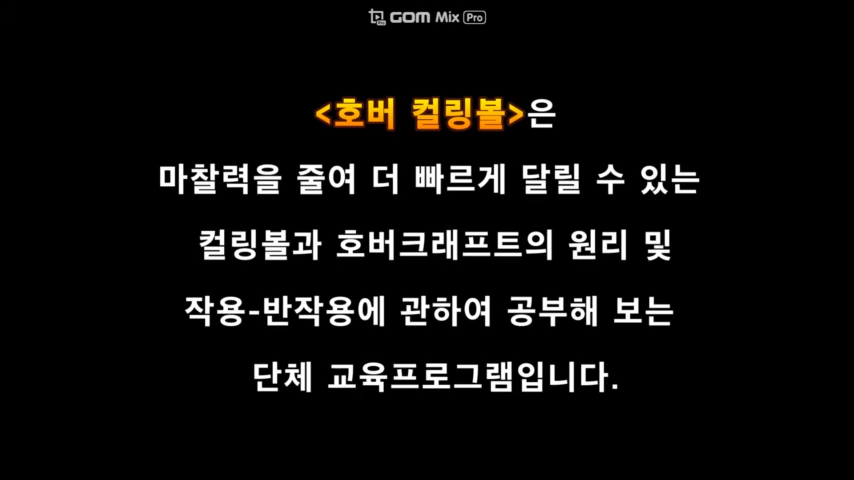 GOM Mix Pro
<호버 컬링볼>은
마찰력을 줄여 더 빠르게 달릴 수 있는
컬링볼과 호버크래프트의 원리 및
작용-반작용에 관하여 공부해 보는
단체 교육프로그램입니다.